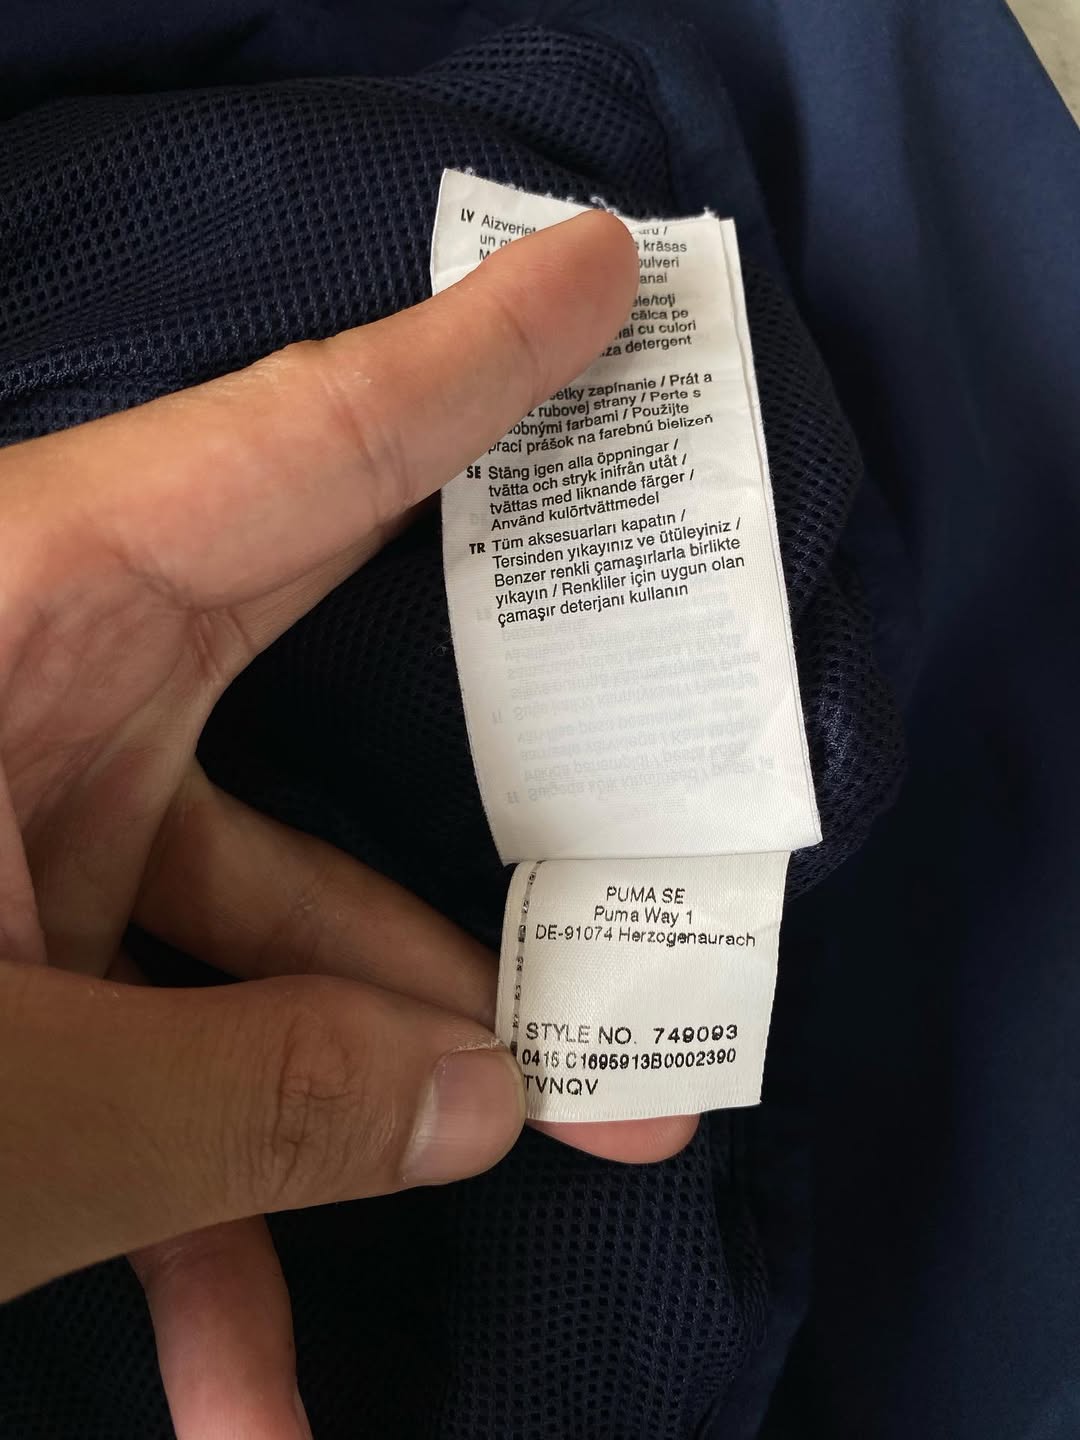 LV Aizveriet
un
krāsas
pulveri
călca pe
cu culori
detergent
zapínanie / Prát a
z rubovej strany / Perte s
farbami / Použijte
prací prášok na farebnú bielizeň
SE Stäng igen alla öppningar /
tvätta och stryk inifrån utåt /
tvättas med liknande färger /
Använd kulörtvättmedel
TR Tüm aksesuarları kapatın /
Tersinden yıkayınız ve ütüleyiniz /
Benzer renkli çamaşırlarla birlikte
yıkayın / Renkliler için uygun olan
çamaşır deterjanı kullanın
PUMA SE
Puma Way 1
DE-91074 Herzogenaurach
STYLE NO. 749093
0415 C1695913B0002390
TVNQV